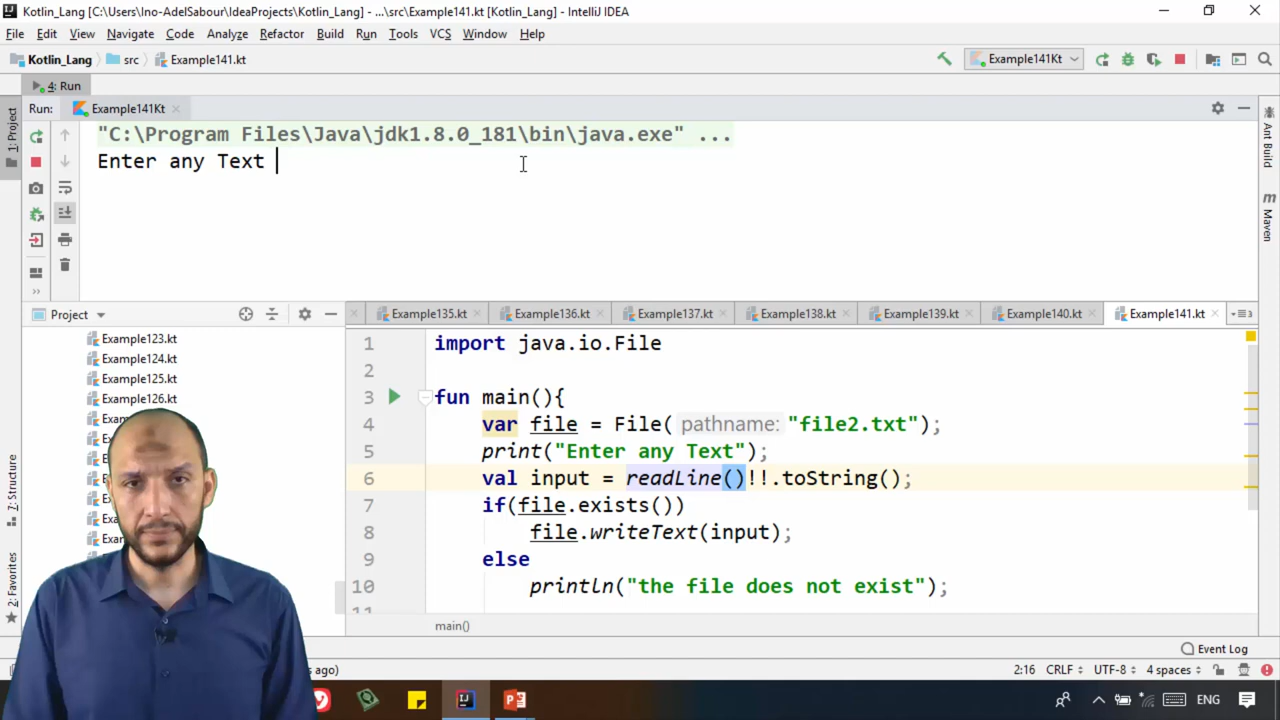 Kotlin_Lang [C:\Users\Ino-AdelSabour\IdeaProjects\Kotlin_Lang] - ...\src\Example141.kt [Kotlin_Lang] - IntelliJ IDEA
File Edit View Navigate Code Analyze Refactor Build Run Tools VCS Window Help
Kotlin_Lang src Example141.kt Example141Kt
4: Run
Run: Example141Kt
"C:\Program Files\Java\jdk1.8.0_181\bin\java.exe" ...
Enter any Text
1: Project
Ant Build
Maven
Project
Example123.kt
Example124.kt
Example125.kt
Example126.kt
Z: Structure
2: Favorites
Example135.kt Example136.kt Example137.kt Example138.kt Example139.kt Example140.kt Example141.kt
1 import java.io.File
2
3 fun main(){
4 var file = File( pathname: "file2.txt");
5 print("Enter any Text");
6 val input = readLine()!!.toString();
7 if(file.exists())
8 file.writeText(input);
9 else
10 println("the file does not exist");
11
main()
Event Log
ago) 2:16 CRLF UTF-8 4 spaces
ENG